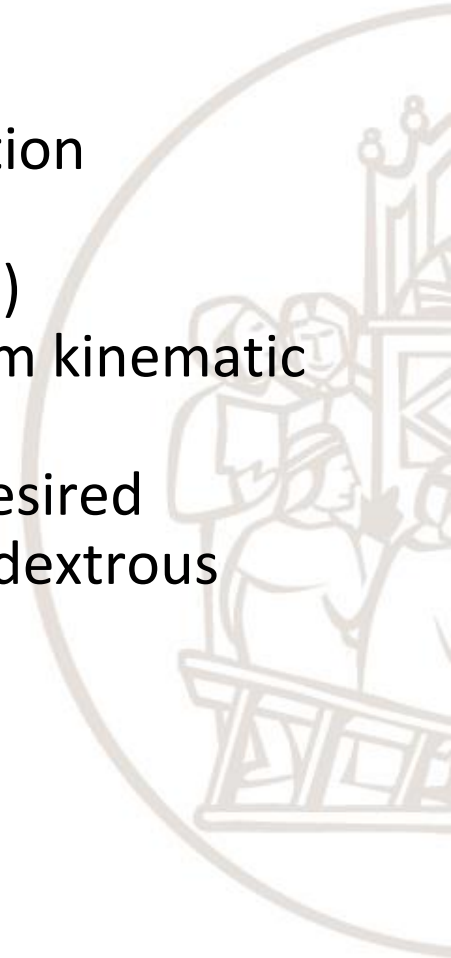 tion
)
m kinematic
esired
dextrous